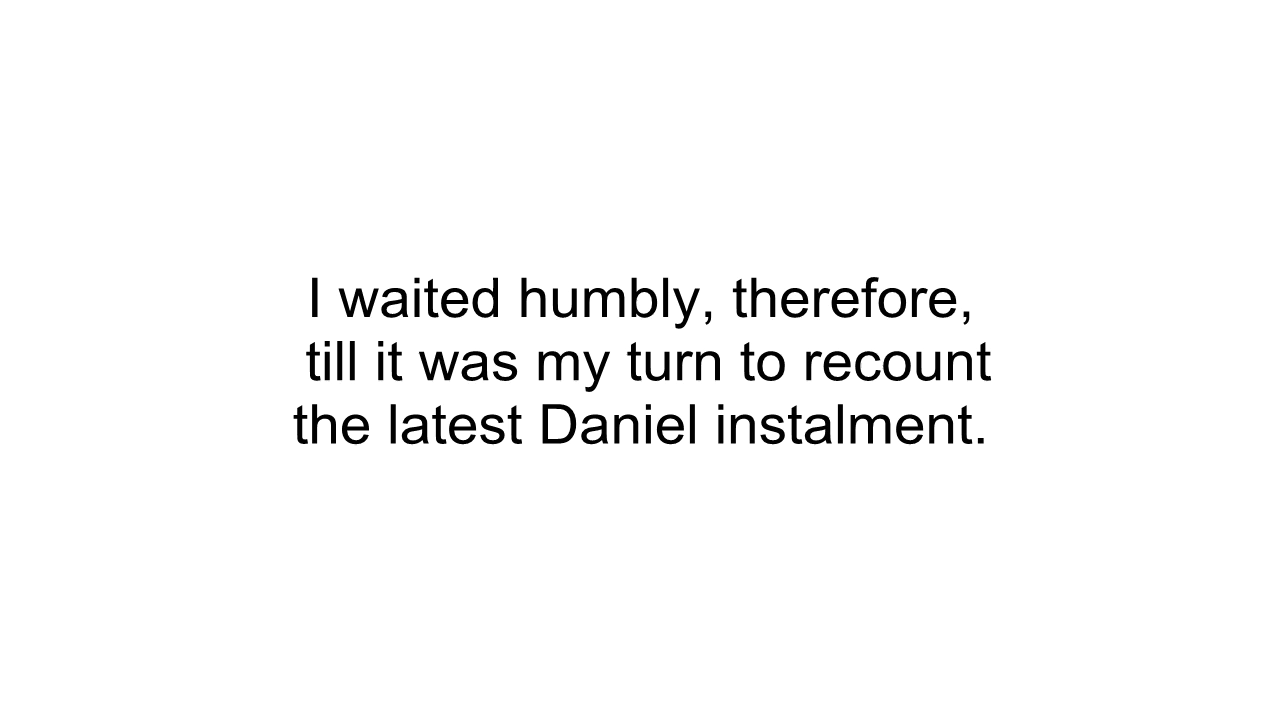 I waited humbly, therefore,
till it was my turn to recount
the latest Daniel instalment.